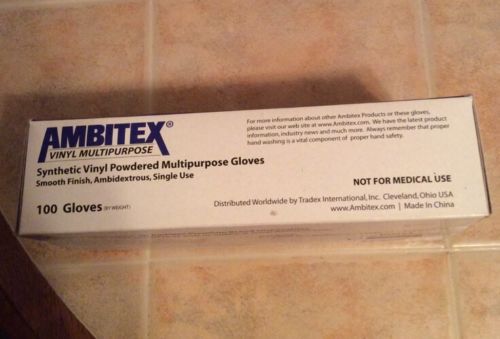 AMBITEX®
VINYL MULTIPURPOSE
Synthetic Vinyl Powdered Multipurpose Gloves
Smooth Finish, Ambidextrous, Single Use
100 Gloves (BY WEIGHT)
For more information about other Ambitex Products or these gloves,
please visit our web site at www.Ambitex.com. We have the latest product
information, industry news and much more. Always remember that proper
hand washing is a vital component of proper hand safety.
NOT FOR MEDICAL USE
Distributed Worldwide by Tradex International, Inc. Cleveland, Ohio USA
www.Ambitex.com | Made In China